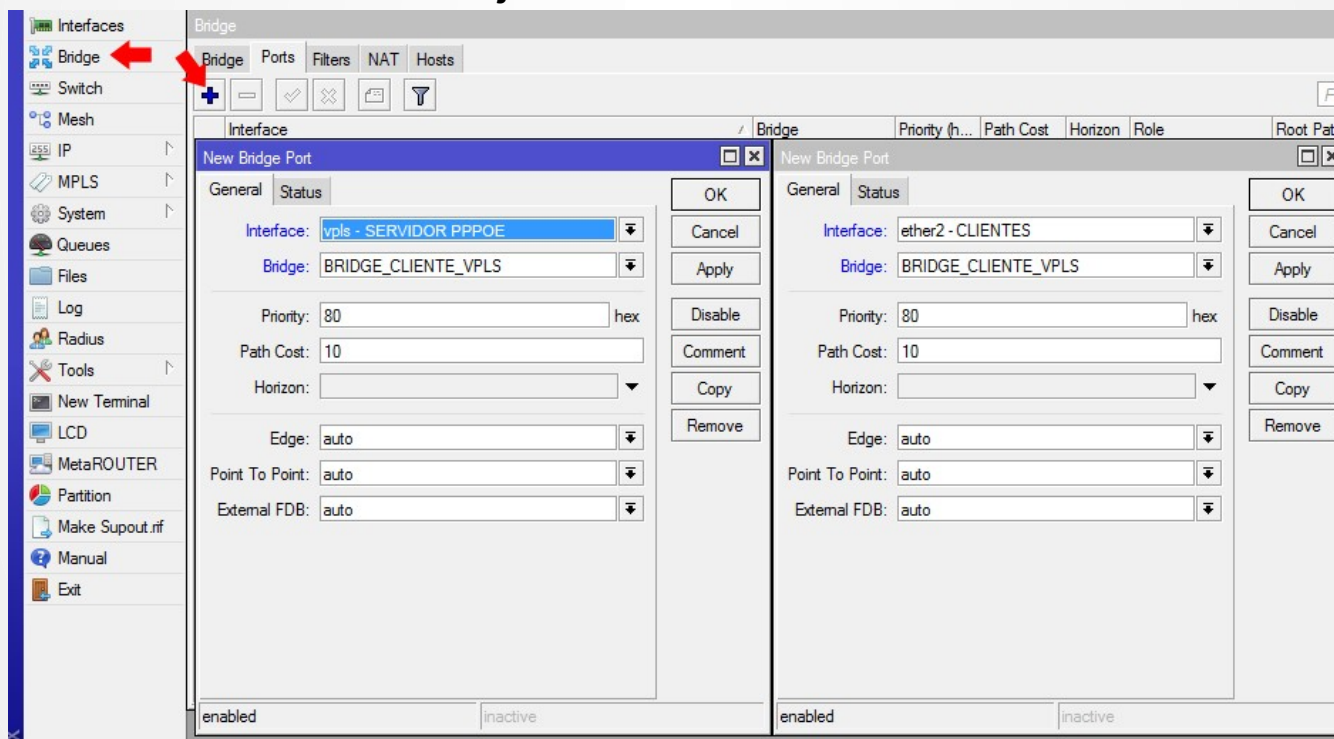 Interfaces
Bridge
Switch
Mesh
IP
MPLS
System
Queues
Files
Log
Radius
Tools
New Terminal
LCD
MetaROUTER
Partition
Make Supout.rif
Manual
Exit
Bridge
Bridge Ports Filters NAT Hosts
Interface Bridge Priority (h... Path Cost Horizon Role Root Pat
New Bridge Port
General Status
Interface: vpls - SERVIDOR PPPOE
Bridge: BRIDGE_CLIENTE_VPLS
Priority: 80 hex
Path Cost: 10
Horizon:
Edge: auto
Point To Point: auto
External FDB: auto
OK
Cancel
Apply
Disable
Comment
Copy
Remove
enabled inactive
New Bridge Port
General Status
Interface: ether2 - CLIENTES
Bridge: BRIDGE_CLIENTE_VPLS
Priority: 80 hex
Path Cost: 10
Horizon:
Edge: auto
Point To Point: auto
External FDB: auto
OK
Cancel
Apply
Disable
Comment
Copy
Remove
enabled inactive